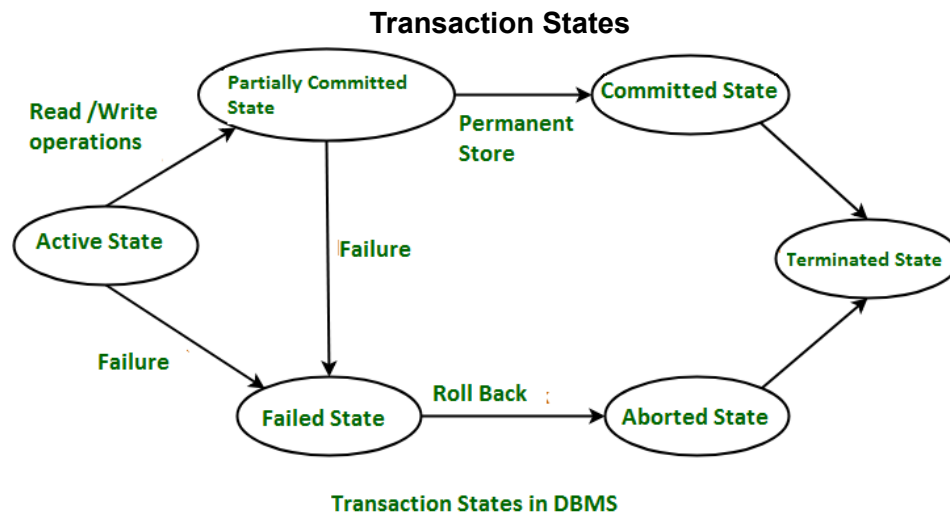 Transaction States
Partially Committed
State
Committed State
Read /Write
operations
Permanent
Store
Active State
Failure
Terminated State
Failure
Roll Back
Failed State
Aborted State
Transaction States in DBMS